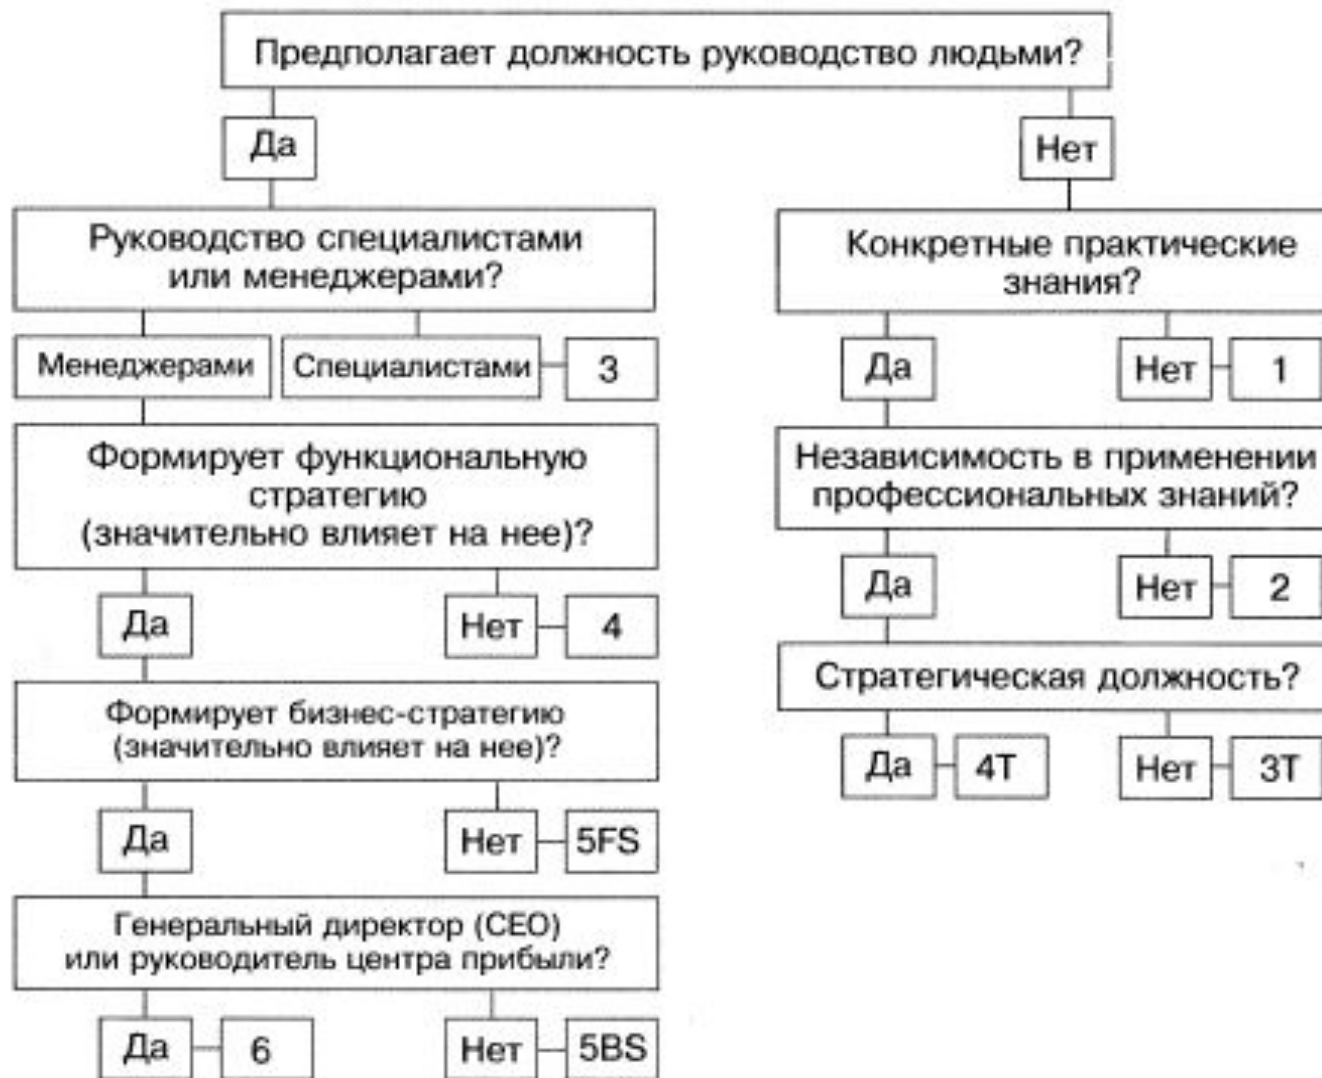 Предполагает должность руководство людьми?
Да
Нет
Руководство специалистами
или менеджерами?
Конкретные практические
знания?
Менеджерами
Специалистами
3
Да
Нет
1
Формирует функциональную
стратегию
(значительно влияет на нее)?
Независимость в применении
профессиональных знаний?
Да
Нет
2
Да
Нет
4
Стратегическая должность?
Формирует бизнес-стратегию
(значительно влияет на нее)?
Да
4Т
Нет
3Т
Да
Нет
5FS
Генеральный директор (CEO)
или руководитель центра прибыли?
Да
6
Нет
5BS